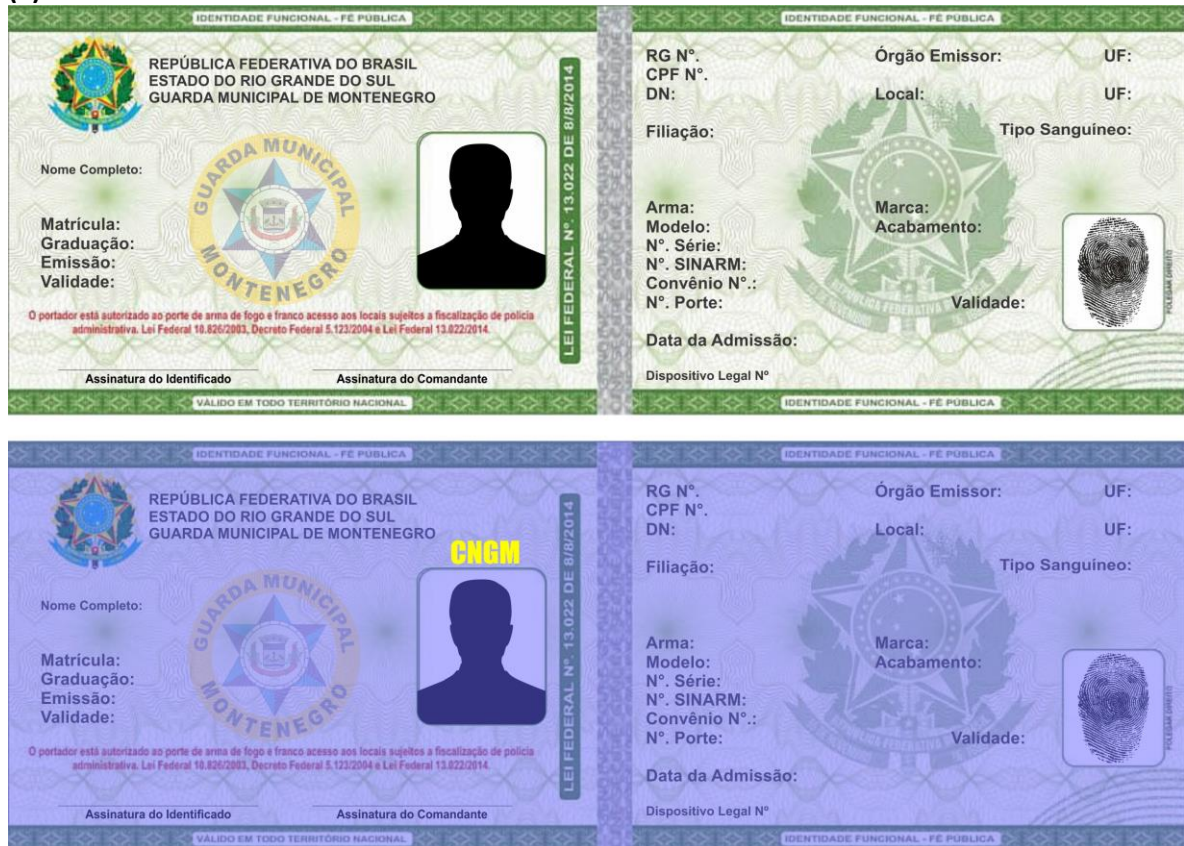 IDENTIDADE FUNCIONAL - FÉ PÚBLICA
REPÚBLICA FEDERATIVA DO BRASIL
ESTADO DO RIO GRANDE DO SUL
GUARDA MUNICIPAL DE MONTENEGRO
GUARDA MUNICIPAL
MONTENEGRO
Nome Completo:
Matrícula:
Graduação:
Emissão:
Validade:
LEI FEDERAL Nº. 13.022 DE 8/8/2014
O portador está autorizado ao porte de arma de fogo e franco acesso aos locais sujeitos a fiscalização de polícia
administrativa. Lei Federal 10.826/2003, Decreto Federal 5.123/2004 e Lei Federal 13.022/2014.
Assinatura do Identificado Assinatura do Comandante
VÁLIDO EM TODO TERRITÓRIO NACIONAL
IDENTIDADE FUNCIONAL - FÉ PÚBLICA
RG N°. Órgão Emissor: UF:
CPF N°.
DN: Local: UF:
Filiação: Tipo Sanguíneo:
Arma: Marca:
Modelo: Acabamento:
N°. Série:
N°. SINARM:
Convênio N°.:
N°. Porte: Validade:
POLEGAR DIREITO
Data da Admissão:
Dispositivo Legal Nº
IDENTIDADE FUNCIONAL - FÉ PÚBLICA
IDENTIDADE FUNCIONAL - FÉ PÚBLICA
REPÚBLICA FEDERATIVA DO BRASIL
ESTADO DO RIO GRANDE DO SUL
GUARDA MUNICIPAL DE MONTENEGRO
CNGM
GUARDA MUNICIPAL
MONTENEGRO
Nome Completo:
Matrícula:
Graduação:
Emissão:
Validade:
LEI FEDERAL Nº. 13.022 DE 8/8/2014
O portador está autorizado ao porte de arma de fogo e franco acesso aos locais sujeitos a fiscalização de polícia
administrativa. Lei Federal 10.826/2003, Decreto Federal 5.123/2004 e Lei Federal 13.022/2014.
Assinatura do Identificado Assinatura do Comandante
VÁLIDO EM TODO TERRITÓRIO NACIONAL
IDENTIDADE FUNCIONAL - FÉ PÚBLICA
RG N°. Órgão Emissor: UF:
CPF N°.
DN: Local: UF:
Filiação: Tipo Sanguíneo:
Arma: Marca:
Modelo: Acabamento:
N°. Série:
N°. SINARM:
Convênio N°.:
N°. Porte: Validade:
POLEGAR DIREITO
Data da Admissão:
Dispositivo Legal Nº
IDENTIDADE FUNCIONAL - FÉ PÚBLICA